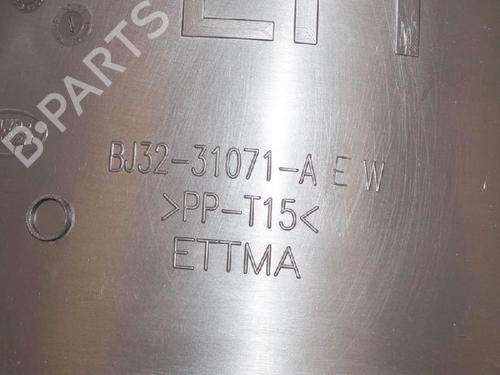 BJ32-31071-A E W
>PP-T15<
ETTMA
B-PARTS